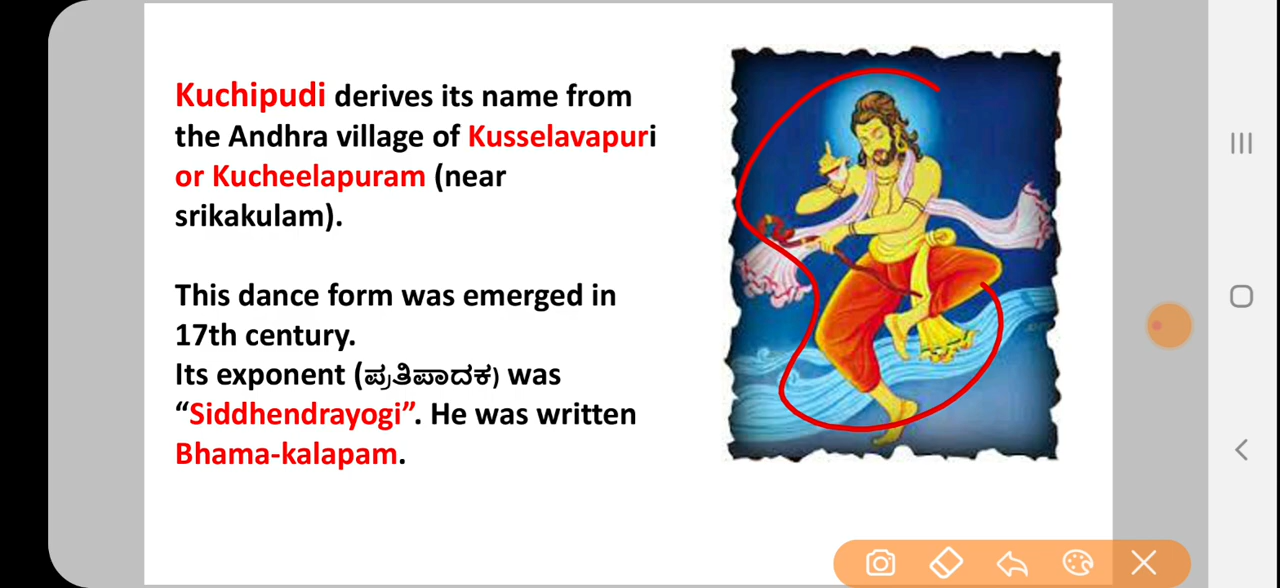 Kuchipudi derives its name from
the Andhra village of Kusselavapuri
or Kucheelapuram (near
srikakulam).
This dance form was emerged in
17th century.
Its exponent (ಪ್ರತಿಪಾದಕ) was
“Siddhendrayogi”. He was written
Bhama-kalapam.